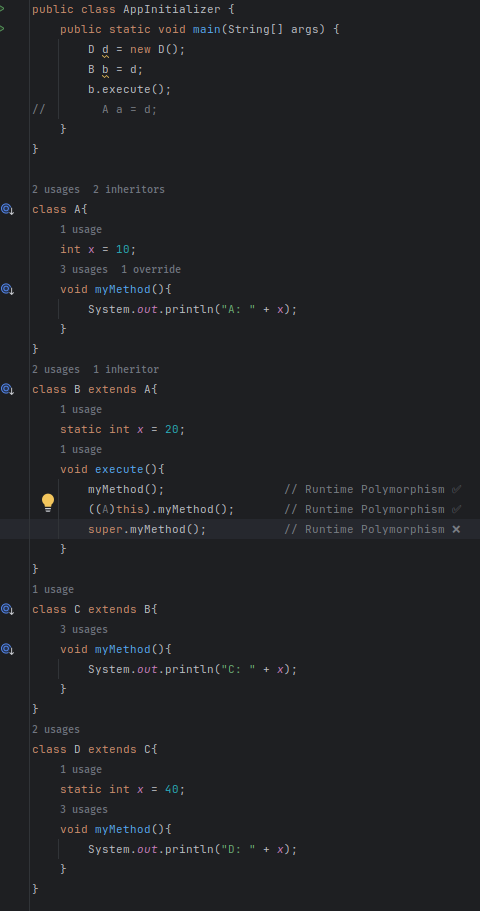 public class AppInitializer {
    public static void main(String[] args) {
        D d = new D();
        B b = d;
        b.execute();
//        A a = d;
    }
}

2 usages  2 inheritors
class A{
    1 usage
    int x = 10;
    3 usages  1 override
    void myMethod(){
        System.out.println("A: " + x);
    }
}
2 usages  1 inheritor
class B extends A{
    1 usage
    static int x = 20;
    1 usage
    void execute(){
        myMethod();                 // Runtime Polymorphism ✅
        ((A)this).myMethod();       // Runtime Polymorphism ✅
        super.myMethod();           // Runtime Polymorphism ❌
    }
}
1 usage
class C extends B{
    3 usages
    void myMethod(){
        System.out.println("C: " + x);
    }
}
2 usages
class D extends C{
    1 usage
    static int x = 40;
    3 usages
    void myMethod(){
        System.out.println("D: " + x);
    }
}